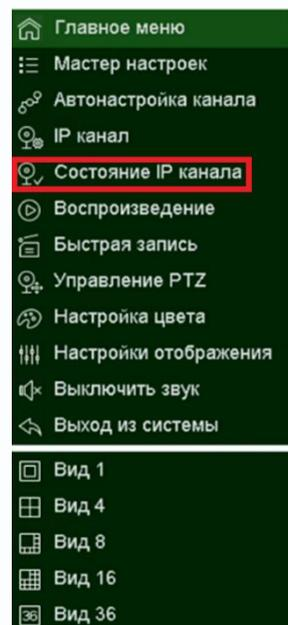 Главное меню
Мастер настроек
Автонастройка канала
IP канал
Состояние IP канала
Воспроизведение
Быстрая запись
Управление PTZ
Настройка цвета
Настройки отображения
Выключить звук
Выход из системы
Вид 1
Вид 4
Вид 8
Вид 16
36 Вид 36